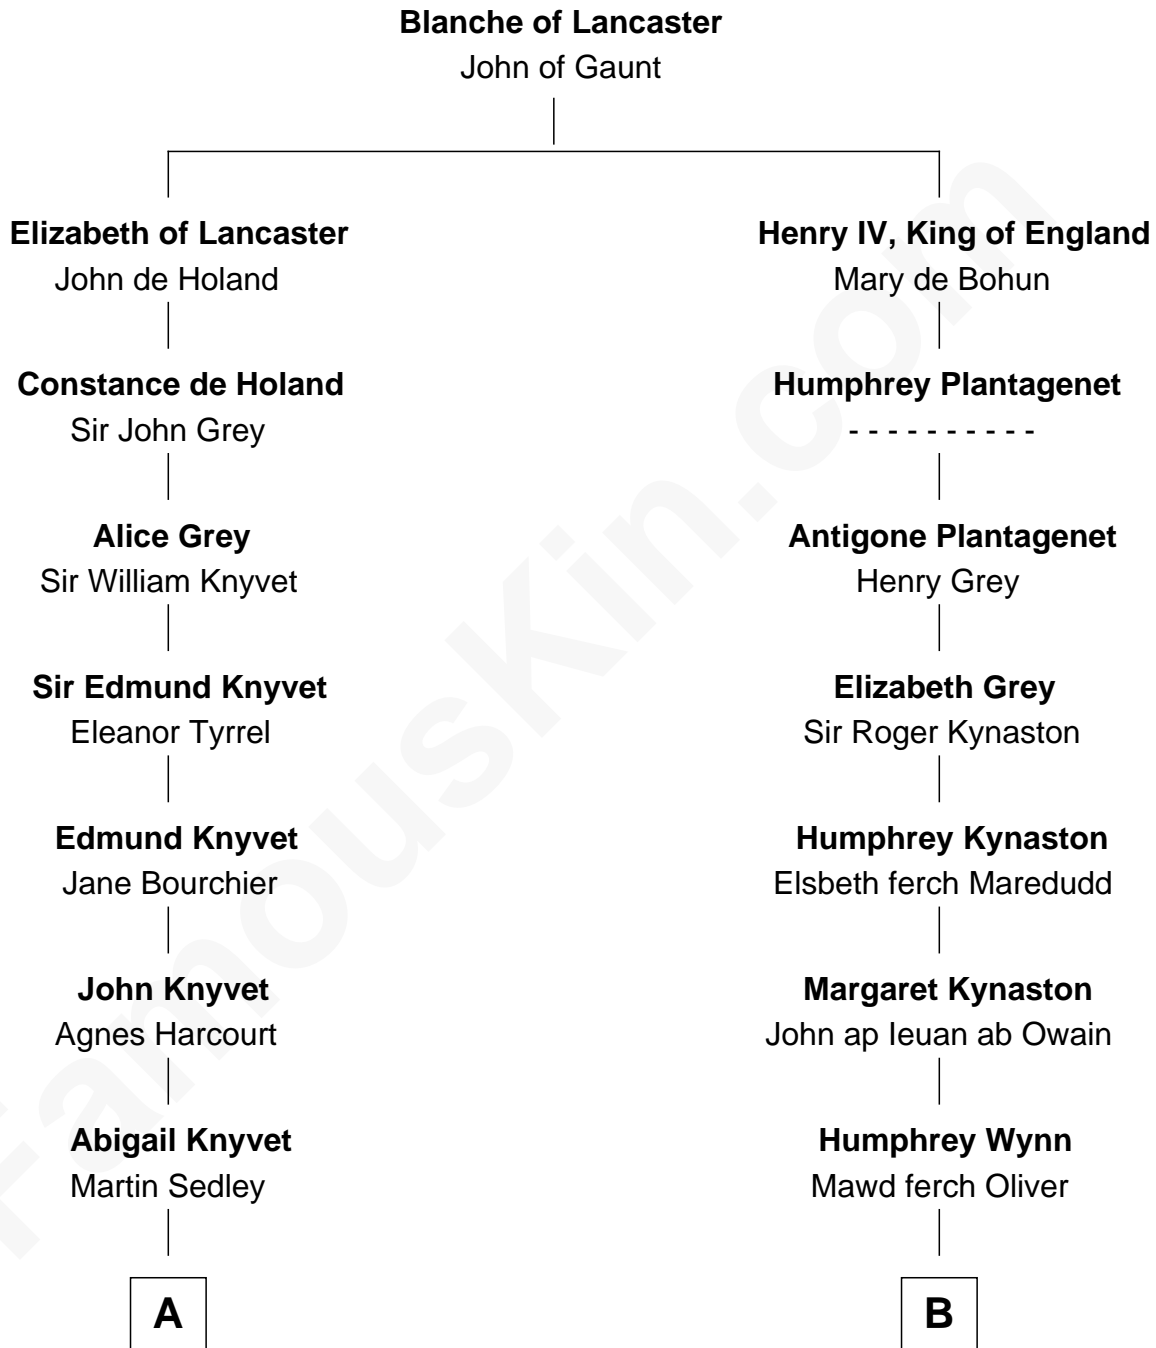 Blanche of Lancaster
John of Gaunt
Elizabeth of Lancaster
John de Holand
Henry IV, King of England
Mary de Bohun
Constance de Holand
Sir John Grey
Humphrey Plantagenet
- - - - - - - - - -
Alice Grey
Sir William Knyvet
Antigone Plantagenet
Henry Grey
Sir Edmund Knyvet
Eleanor Tyrrel
Elizabeth Grey
Sir Roger Kynaston
Edmund Knyvet
Jane Bourchier
Humphrey Kynaston
Elsbeth ferch Maredudd
John Knyvet
Agnes Harcourt
Margaret Kynaston
John ap Ieuan ab Owain
Abigail Knyvet
Martin Sedley
Humphrey Wynn
Mawd ferch Oliver
A
B
FamousKin.com